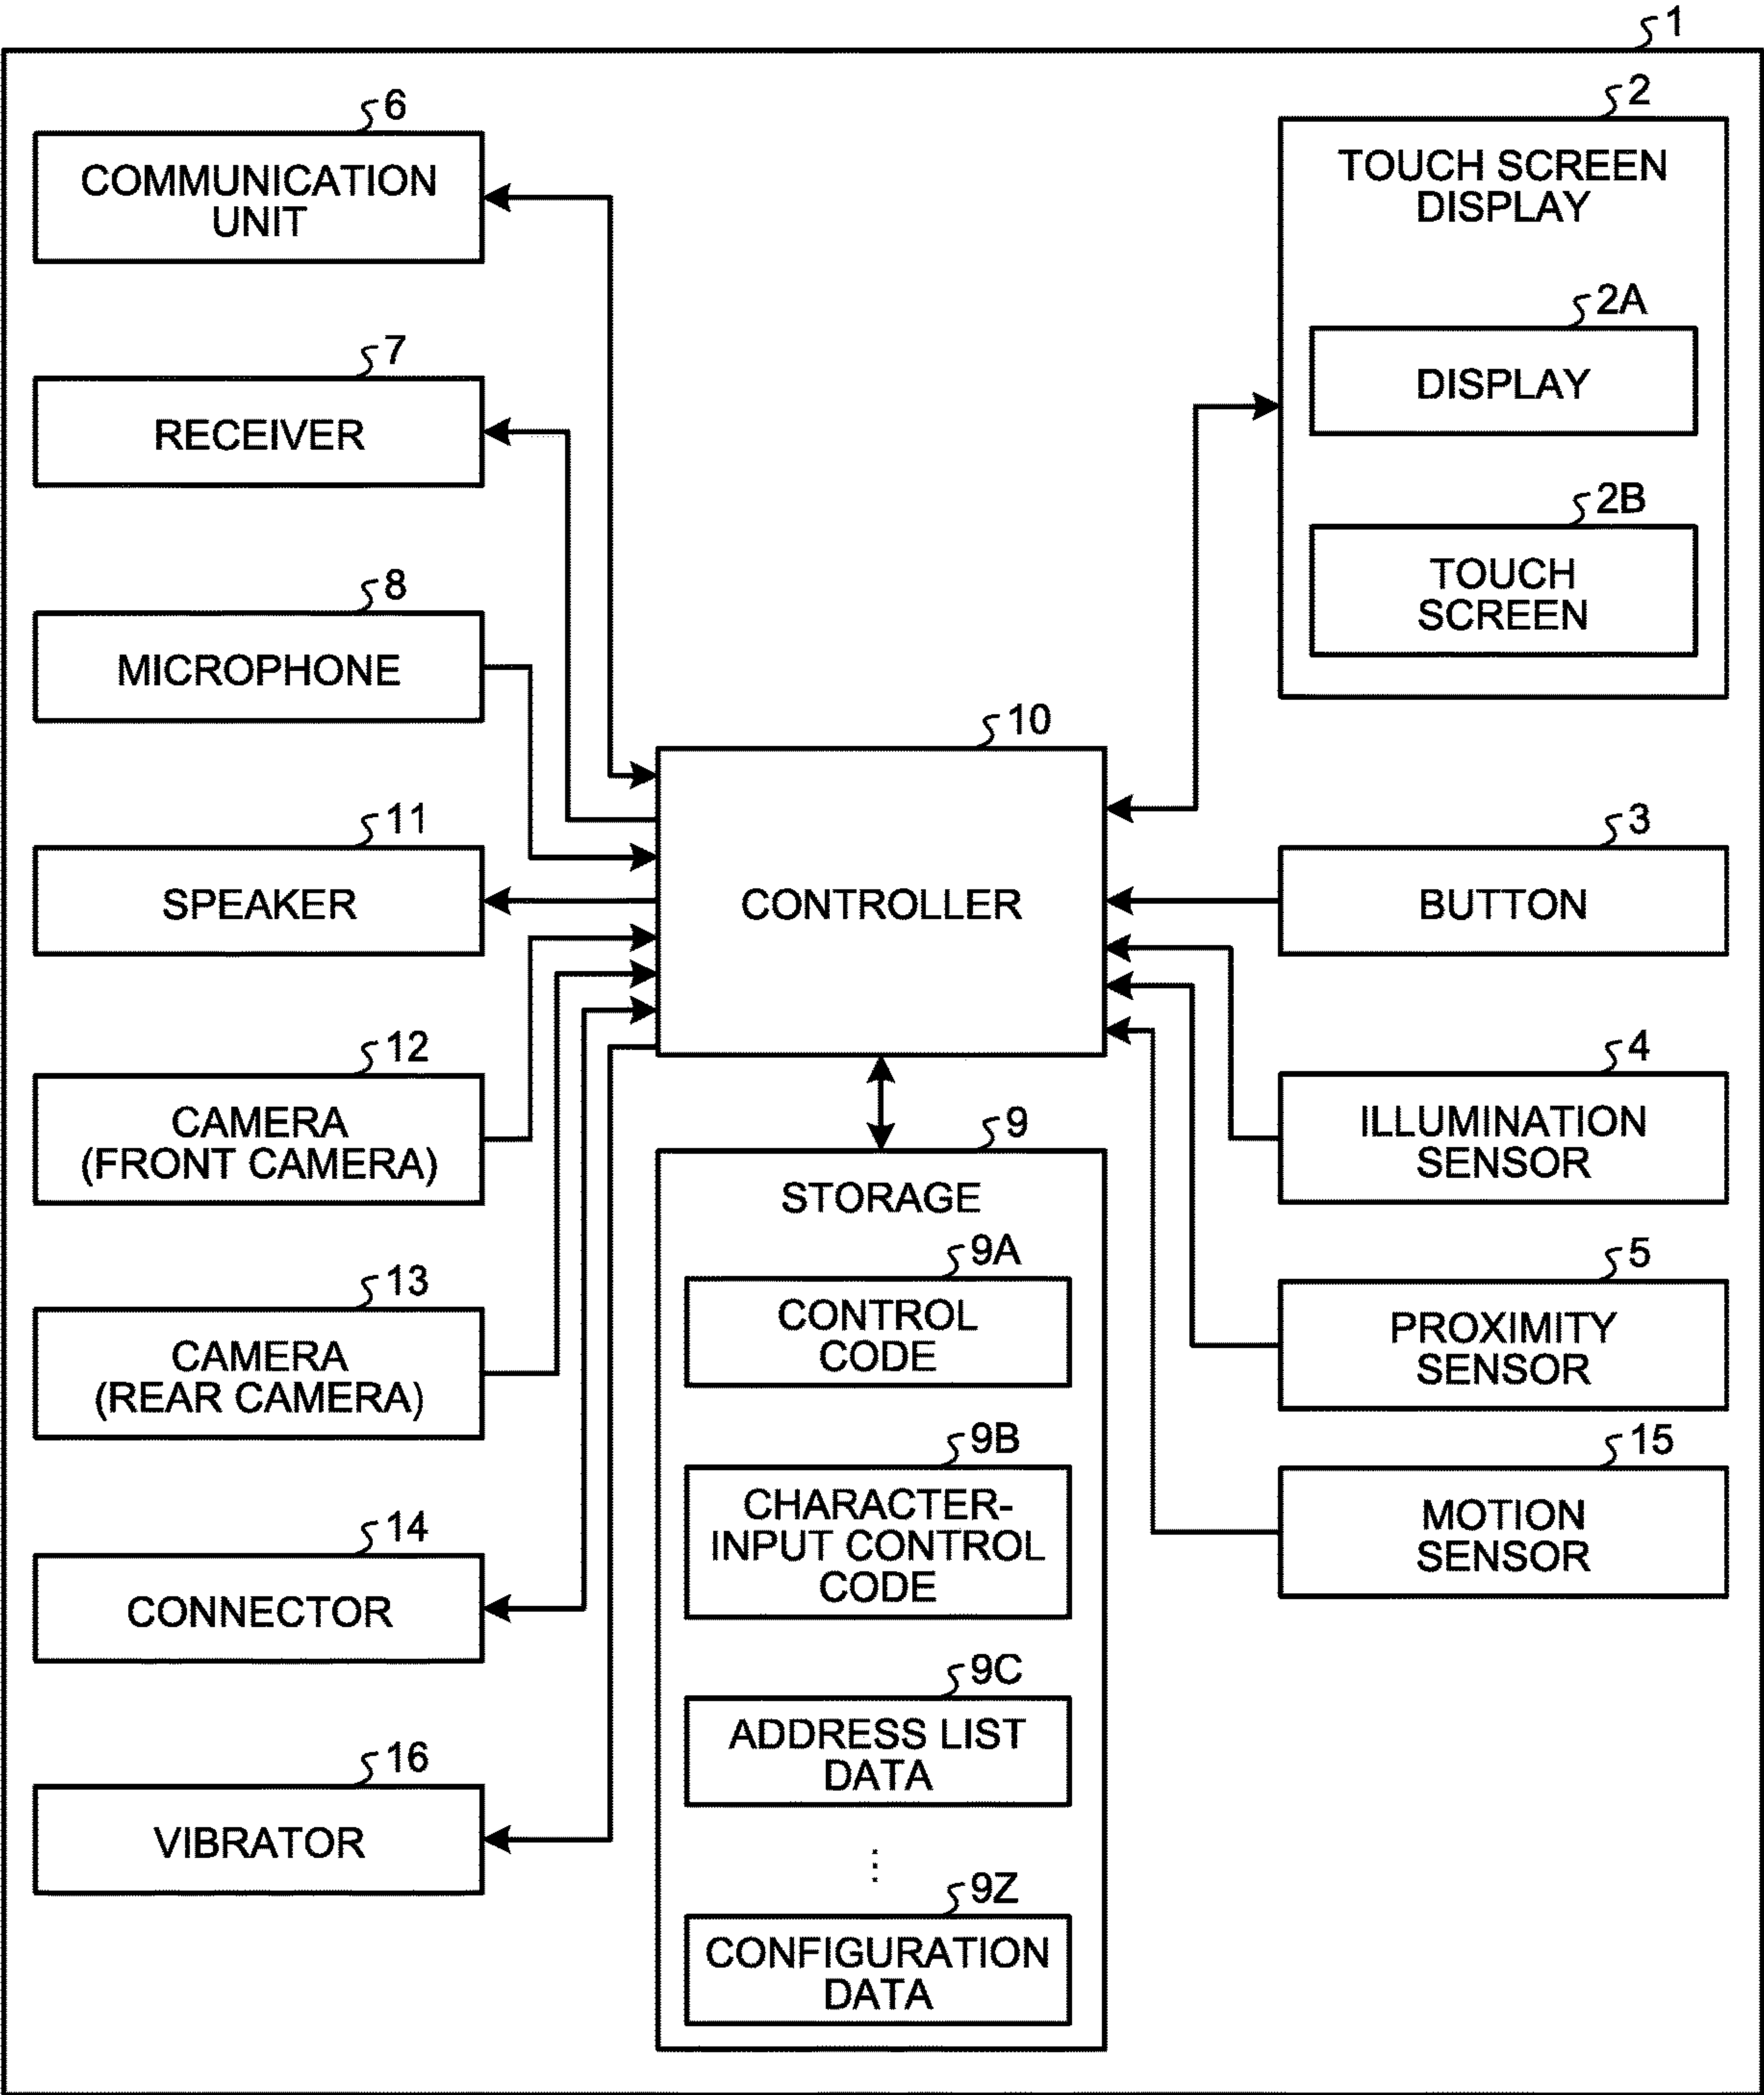 1
6
COMMUNICATION
UNIT
7
RECEIVER
8
MICROPHONE
11
SPEAKER
12
CAMERA
(FRONT CAMERA)
13
CAMERA
(REAR CAMERA)
14
CONNECTOR
16
VIBRATOR
10
CONTROLLER
9
STORAGE
9A
CONTROL
CODE
9B
CHARACTER-
INPUT CONTROL
CODE
9C
ADDRESS LIST
DATA
⋮
9Z
CONFIGURATION
DATA
2
TOUCH SCREEN
DISPLAY
2A
DISPLAY
2B
TOUCH
SCREEN
3
BUTTON
4
ILLUMINATION
SENSOR
5
PROXIMITY
SENSOR
15
MOTION
SENSOR